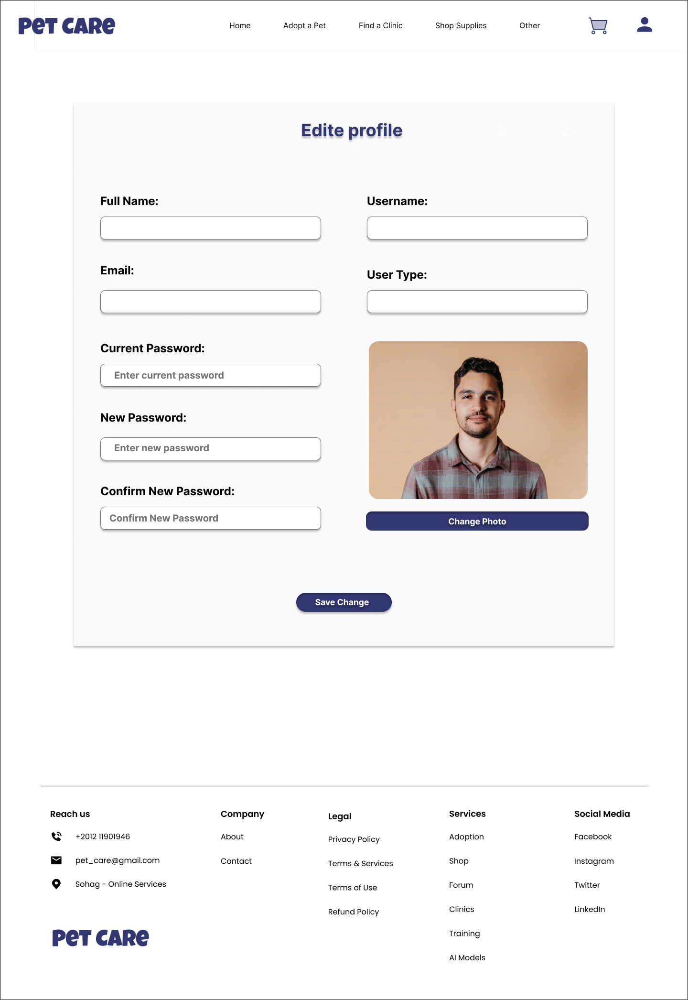 Pet Care
Home
Adopt a Pet
Find a Clinic
Shop Supplies
Other
Edite profile
Full Name:
Username:
Email:
User Type:
Current Password:
Enter current password
New Password:
Enter new password
Confirm New Password:
Confirm New Password
Change Photo
Save Change
Reach us
+2012 11901946
pet_care@gmail.com
Sohag - Online Services
Company
About
Contact
Legal
Privacy Policy
Terms & Services
Terms of Use
Refund Policy
Services
Adoption
Shop
Forum
Clinics
Training
AI Models
Social Media
Facebook
Instagram
Twitter
LinkedIn
Pet Care